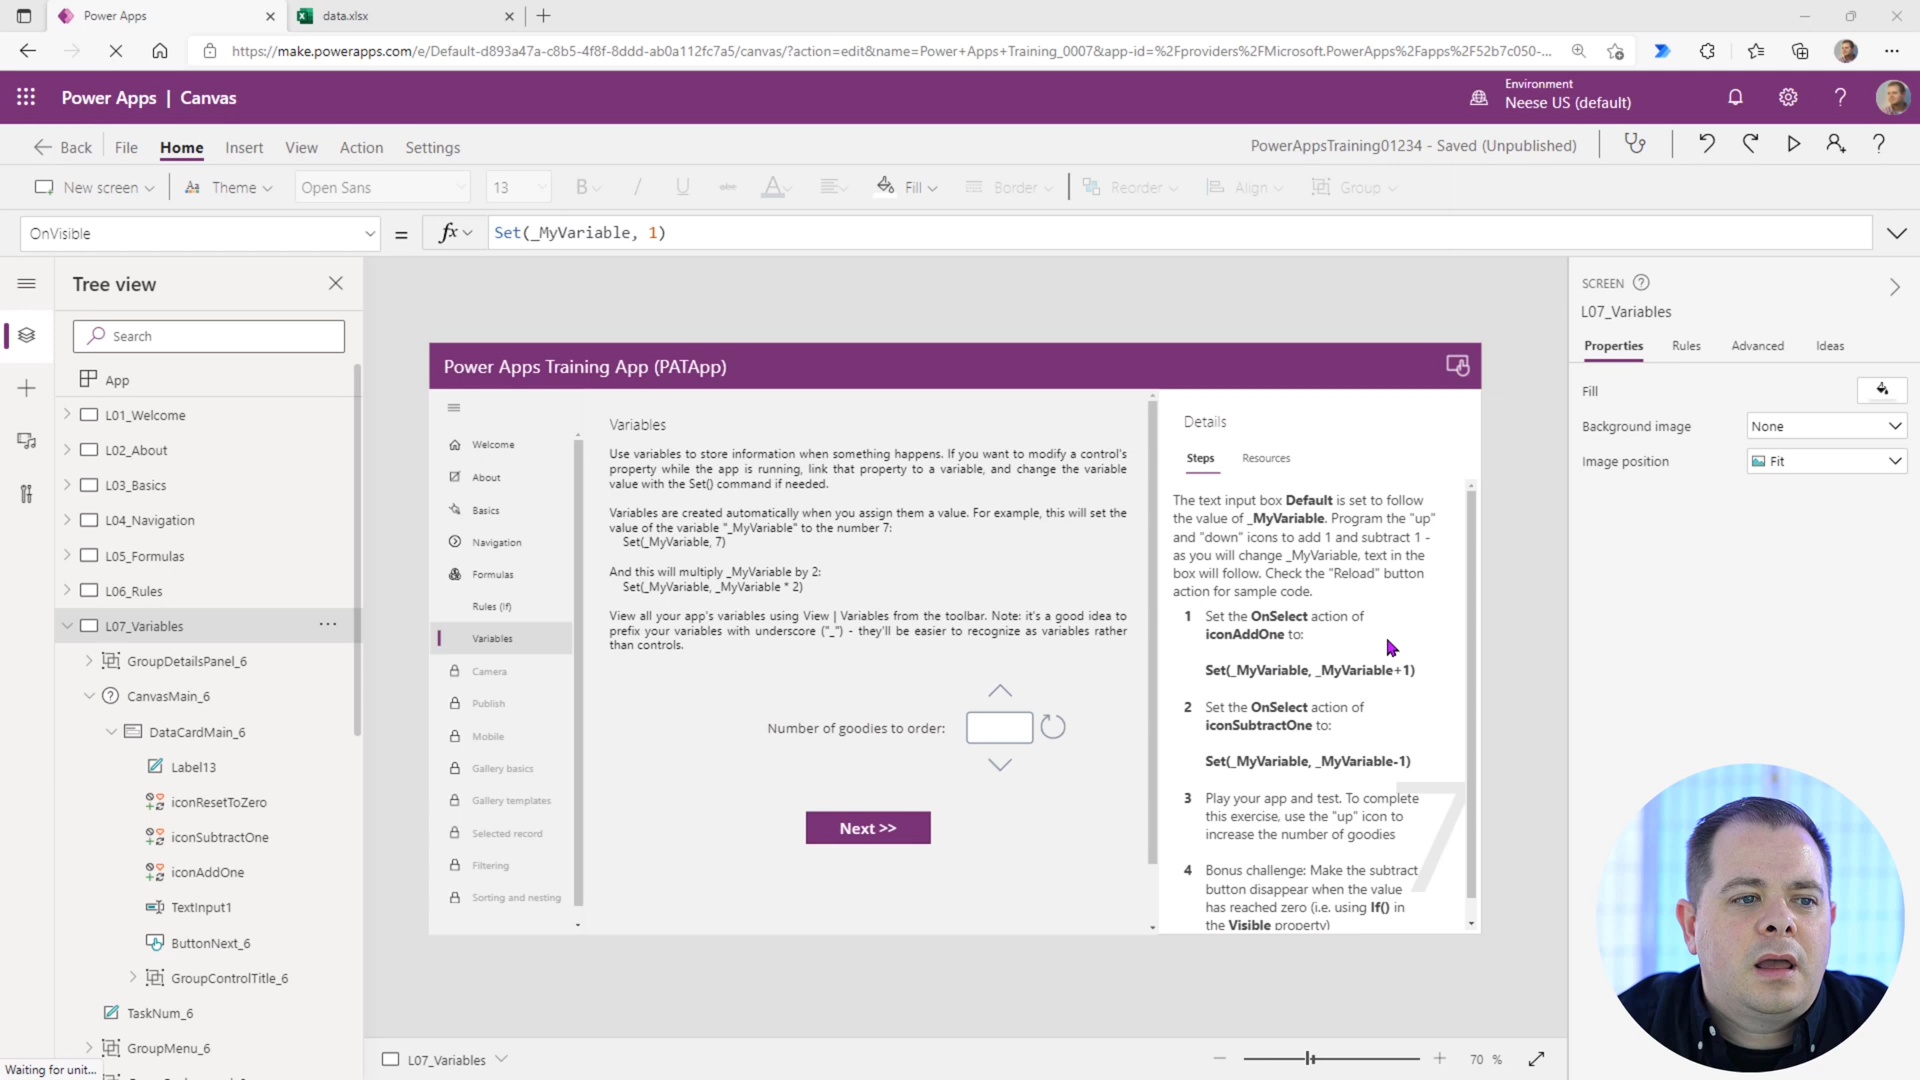 Power Apps
data.xlsx
https://make.powerapps.com/e/Default-d893a47a-c8b5-4f8f-8ddd-ab0a112fc7a5/canvas/?action=edit&name=Power+Apps+Training_0007&app-id=%2Fproviders%2FMicrosoft.PowerApps%2Fapps%2F52b7c050-...
Power Apps | Canvas
Environment
Neese US (default)
Back
File
Home
Insert
View
Action
Settings
PowerAppsTraining01234 - Saved (Unpublished)
New screen
Theme
Open Sans
13
B
I
U
abc
A
Fill
Border
Reorder
Align
Group
OnVisible
=
fx
Set(_MyVariable, 1)
Tree view
Search
App
L01_Welcome
L02_About
L03_Basics
L04_Navigation
L05_Formulas
L06_Rules
L07_Variables
GroupDetailsPanel_6
CanvasMain_6
DataCardMain_6
Label13
iconResetToZero
iconSubtractOne
iconAddOne
TextInput1
ButtonNext_6
GroupControlTitle_6
TaskNum_6
GroupMenu_6
Waiting for unit...
Power Apps Training App (PATApp)
Welcome
About
Basics
Navigation
Formulas
Rules (If)
Variables
Camera
Publish
Mobile
Gallery basics
Gallery templates
Selected record
Filtering
Sorting and nesting
Variables
Use variables to store information when something happens. If you want to modify a control's
property while the app is running, link that property to a variable, and change the variable
value with the Set() command if needed.
Variables are created automatically when you assign them a value. For example, this will set the
value of the variable "_MyVariable" to the number 7:
Set(_MyVariable, 7)
And this will multiply _MyVariable by 2:
Set(_MyVariable, _MyVariable * 2)
View all your app's variables using View | Variables from the toolbar. Note: it's a good idea to
prefix your variables with underscore ("_") - they'll be easier to recognize as variables rather
than controls.
Number of goodies to order:
Next >>
Details
Steps
Resources
The text input box Default is set to follow
the value of _MyVariable. Program the "up"
and "down" icons to add 1 and subtract 1 -
as you will change _MyVariable, text in the
box will follow. Check the "Reload" button
action for sample code.
1 Set the OnSelect action of
iconAddOne to:
Set(_MyVariable, _MyVariable+1)
2 Set the OnSelect action of
iconSubtractOne to:
Set(_MyVariable, _MyVariable-1)
3 Play your app and test. To complete
this exercise, use the "up" icon to
increase the number of goodies
4 Bonus challenge: Make the subtract
button disappear when the value
has reached zero (i.e. using If() in
the Visible property)
7
SCREEN
L07_Variables
Properties
Rules
Advanced
Ideas
Fill
Background image
None
Image position
Fit
L07_Variables
70 %